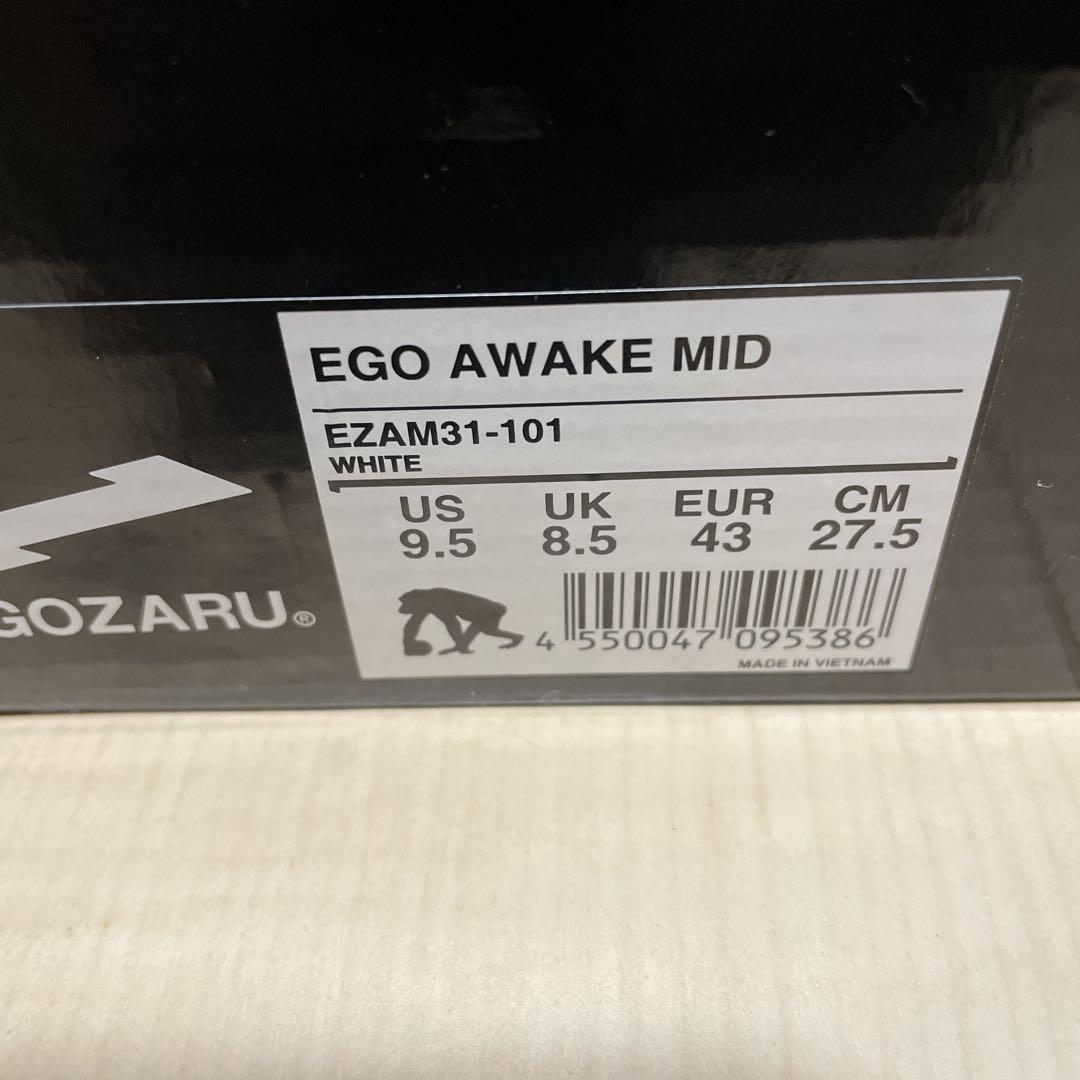 EGO AWAKE MID
EZAM31-101
WHITE
US UK EUR CM
9.5 8.5 43 27.5
4 550047 095386
MADE IN VIETNAM
GOZARU®